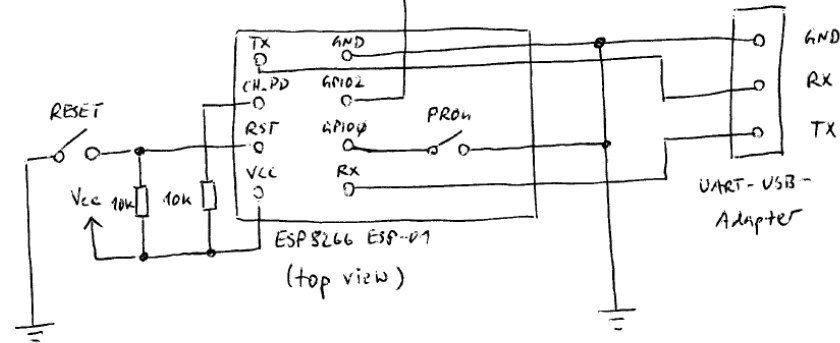 TX GND GND
CH_PD GPIO2 RX
RESET RST GPIO0 PROG TX
VCC RX
Vcc 10k 10k UART-USB-
Adapter
ESP8266 ESP-01
(top view)